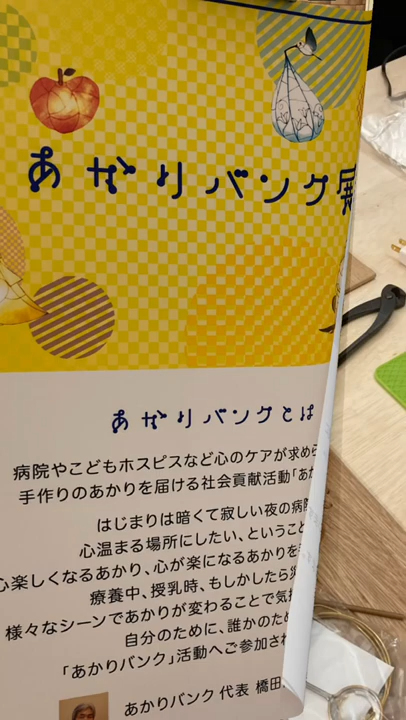 あかりバンク展
あかりバンクとは
病院やこどもホスピスなど心のケアが求め
手作りのあかりを届ける社会貢献活動「あか
はじまりは暗くて寂しい夜の病院
心温まる場所にしたい、ということ
心楽しくなるあかり、心が楽になるあかりを
療養中、授乳時、もしかしたら
様々なシーンであかりが変わることで気
自分のために、誰かのため
「あかりバンク」活動へご参加
あかりバンク 代表 橋田